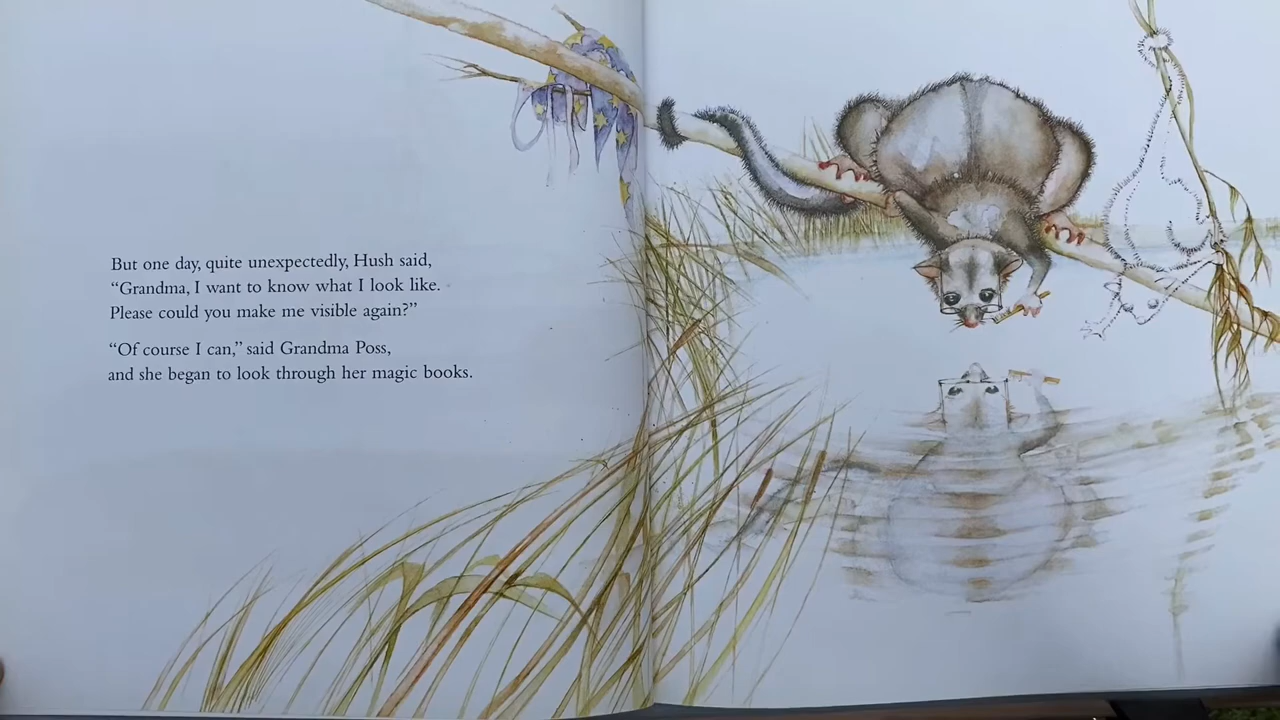 But one day, quite unexpectedly, Hush said,
“Grandma, I want to know what I look like.
Please could you make me visible again?”
“Of course I can,” said Grandma Poss,
and she began to look through her magic books.